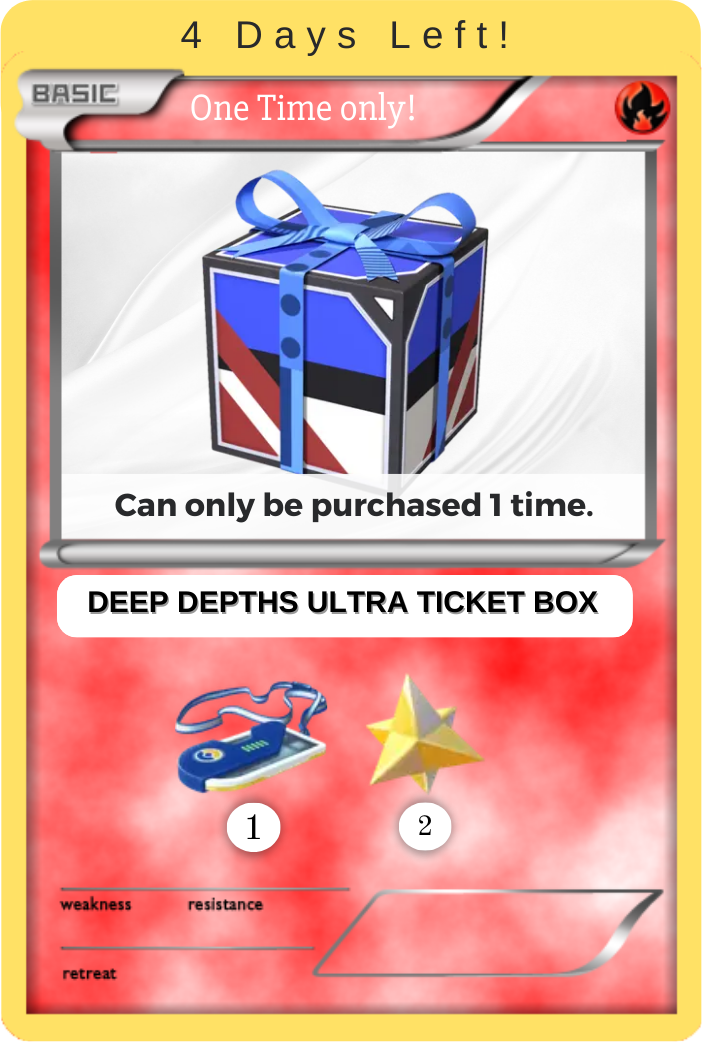 4 Days Left!
BASIC
One Time only!
Can only be purchased 1 time.
DEEP DEPTHS ULTRA TICKET BOX
1 2
weakness resistance
retreat